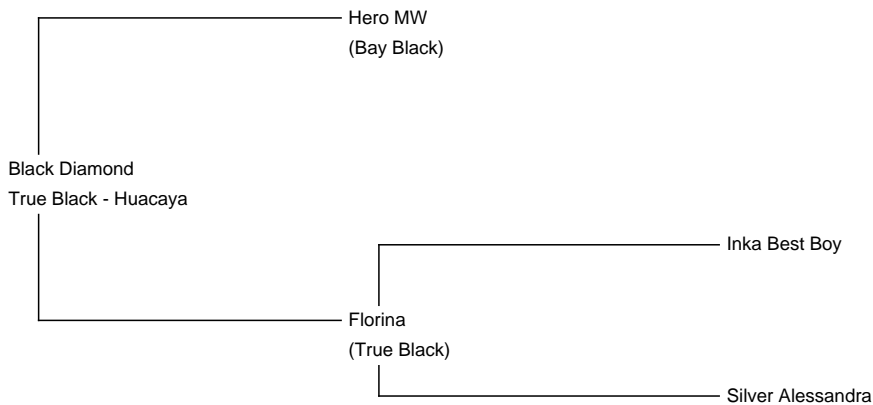 Hero MW
(Bay Black)
Black Diamond
True Black - Huacaya
Inka Best Boy
Florina
(True Black)
Silver Alessandra